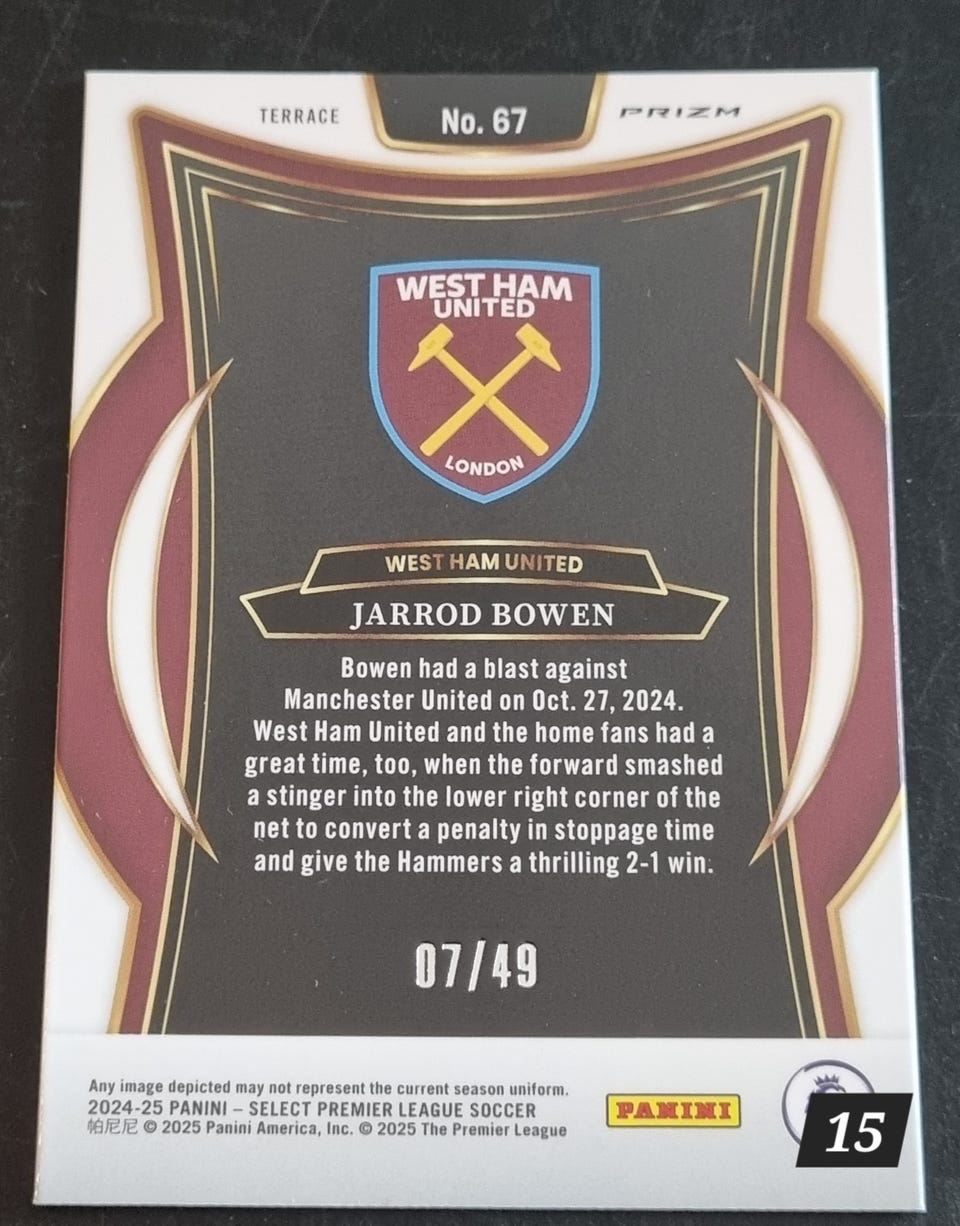 TERRACE
No. 67
PRIZM
WEST HAM
UNITED
LONDON
WEST HAM UNITED
JARROD BOWEN
Bowen had a blast against
Manchester United on Oct. 27, 2024.
West Ham United and the home fans had a
great time, too, when the forward smashed
a stinger into the lower right corner of the
net to convert a penalty in stoppage time
and give the Hammers a thrilling 2-1 win.
07/49
Any image depicted may not represent the current season uniform.
2024-25 PANINI – SELECT PREMIER LEAGUE SOCCER
帕尼尼 © 2025 Panini America, Inc. © 2025 The Premier League
PANINI
15